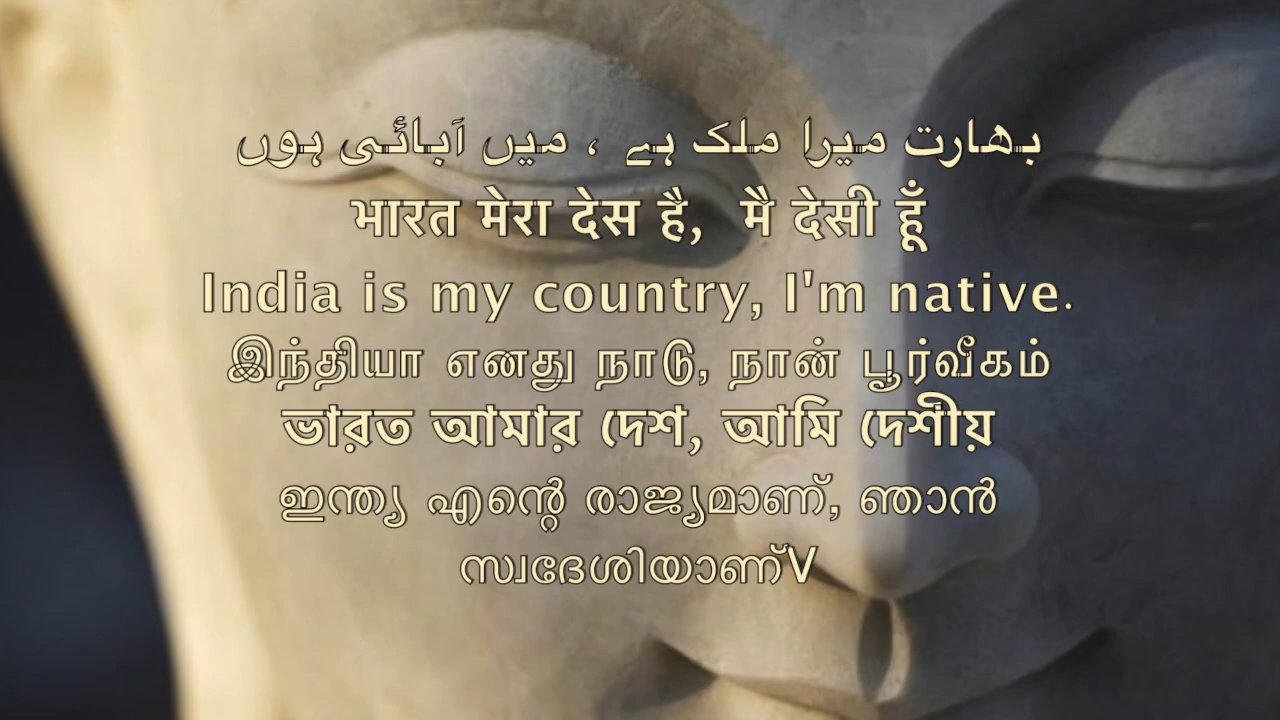 بھارت میرا ملک ہے ، میں آبائی ہوں
भारत मेरा देस है, मै देसी हूँ
India is my country, I'm native.
இந்தியா எனது நாடு, நான் பூர்வீகம்
ভারত আমার দেশ, আমি দেশীয়
ഇന്ത്യ എന്റെ രാജ്യമാണ്, ഞാൻ
സ്വദേശിയാണ്V